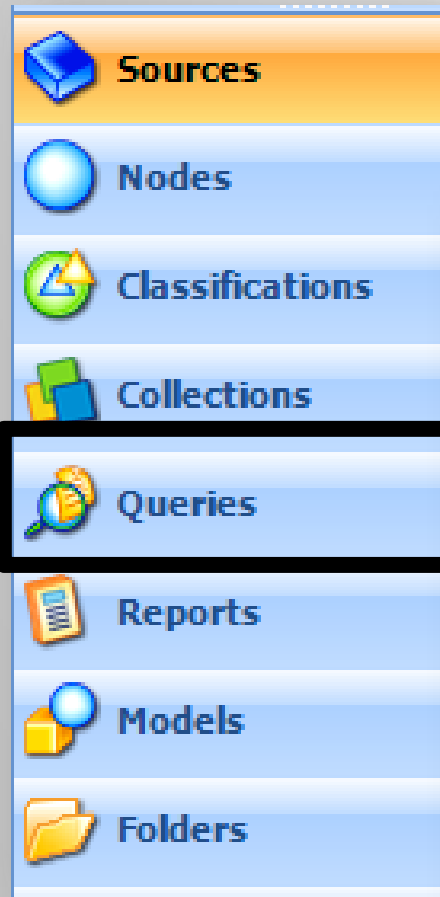 Sources
Nodes
Classifications
Collections
Queries
Reports
Models
Folders